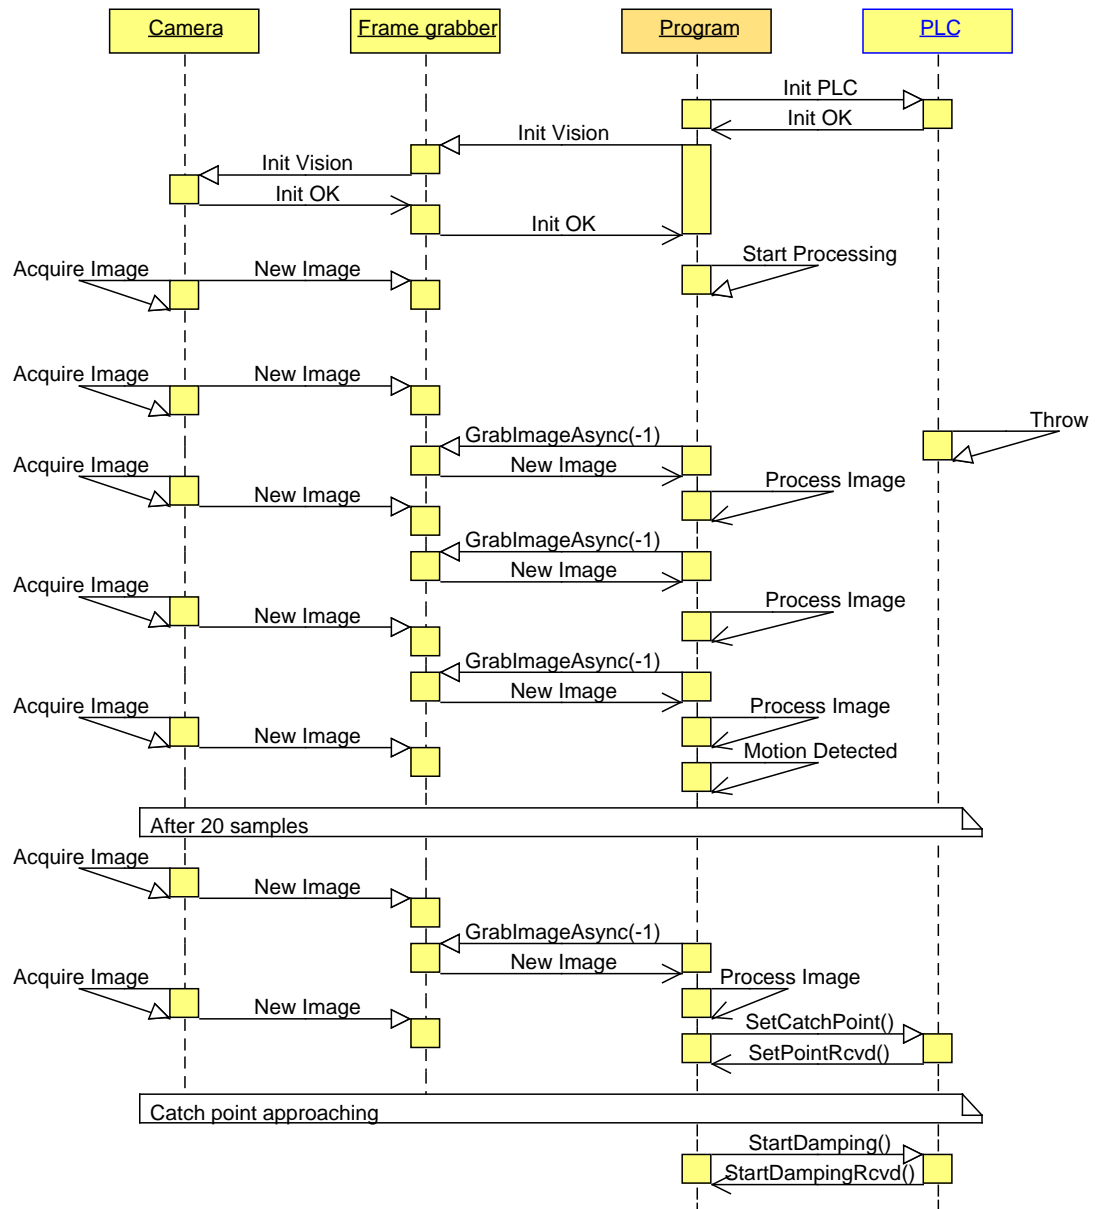 Camera
Frame grabber
Program
PLC
Init PLC
Init OK
Init Vision
Init Vision
Init OK
Init OK
Start Processing
Acquire Image
New Image
Acquire Image
New Image
Throw
GrabImageAsync(-1)
Acquire Image
New Image
Process Image
New Image
GrabImageAsync(-1)
New Image
Acquire Image
Process Image
New Image
GrabImageAsync(-1)
New Image
Acquire Image
Process Image
New Image
Motion Detected
After 20 samples
Acquire Image
New Image
GrabImageAsync(-1)
New Image
Acquire Image
Process Image
New Image
SetCatchPoint()
SetPointRcvd()
Catch point approaching
StartDamping()
StartDampingRcvd()